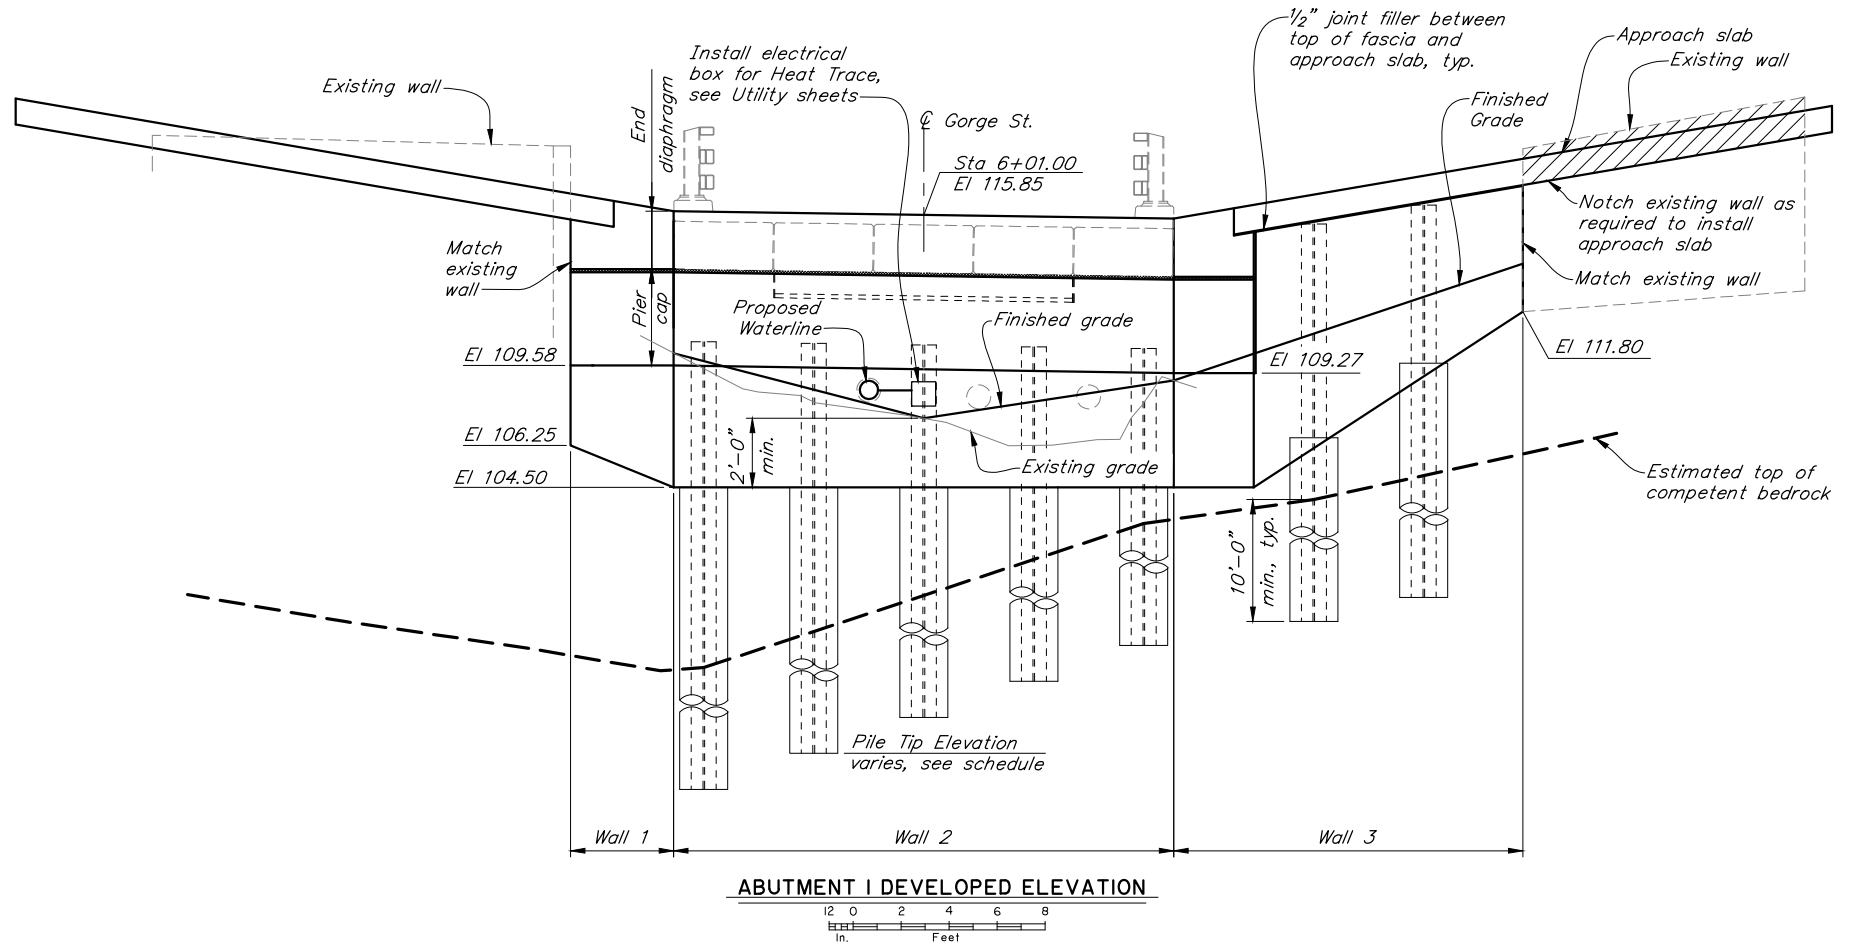 Existing wall
End
diaphragm
Install electrical
box for Heat Trace,
see Utility sheets
℄ Gorge St.
Sta 6+01.00
El 115.85
1/2" joint filler between
top of fascia and
approach slab, typ.
Approach slab
Existing wall
Finished
Grade
Notch existing wall as
required to install
approach slab
Match existing wall
Match
existing
wall
Pier
cap
Proposed
Waterline
Finished grade
El 109.58
El 109.27
El 111.80
El 106.25
El 104.50
2'-0"
min.
Existing grade
10'-0"
min., typ.
Estimated top of
competent bedrock
Pile Tip Elevation
varies, see schedule
Wall 1
Wall 2
Wall 3
ABUTMENT 1 DEVELOPED ELEVATION
12 0 2 4 6 8
In. Feet